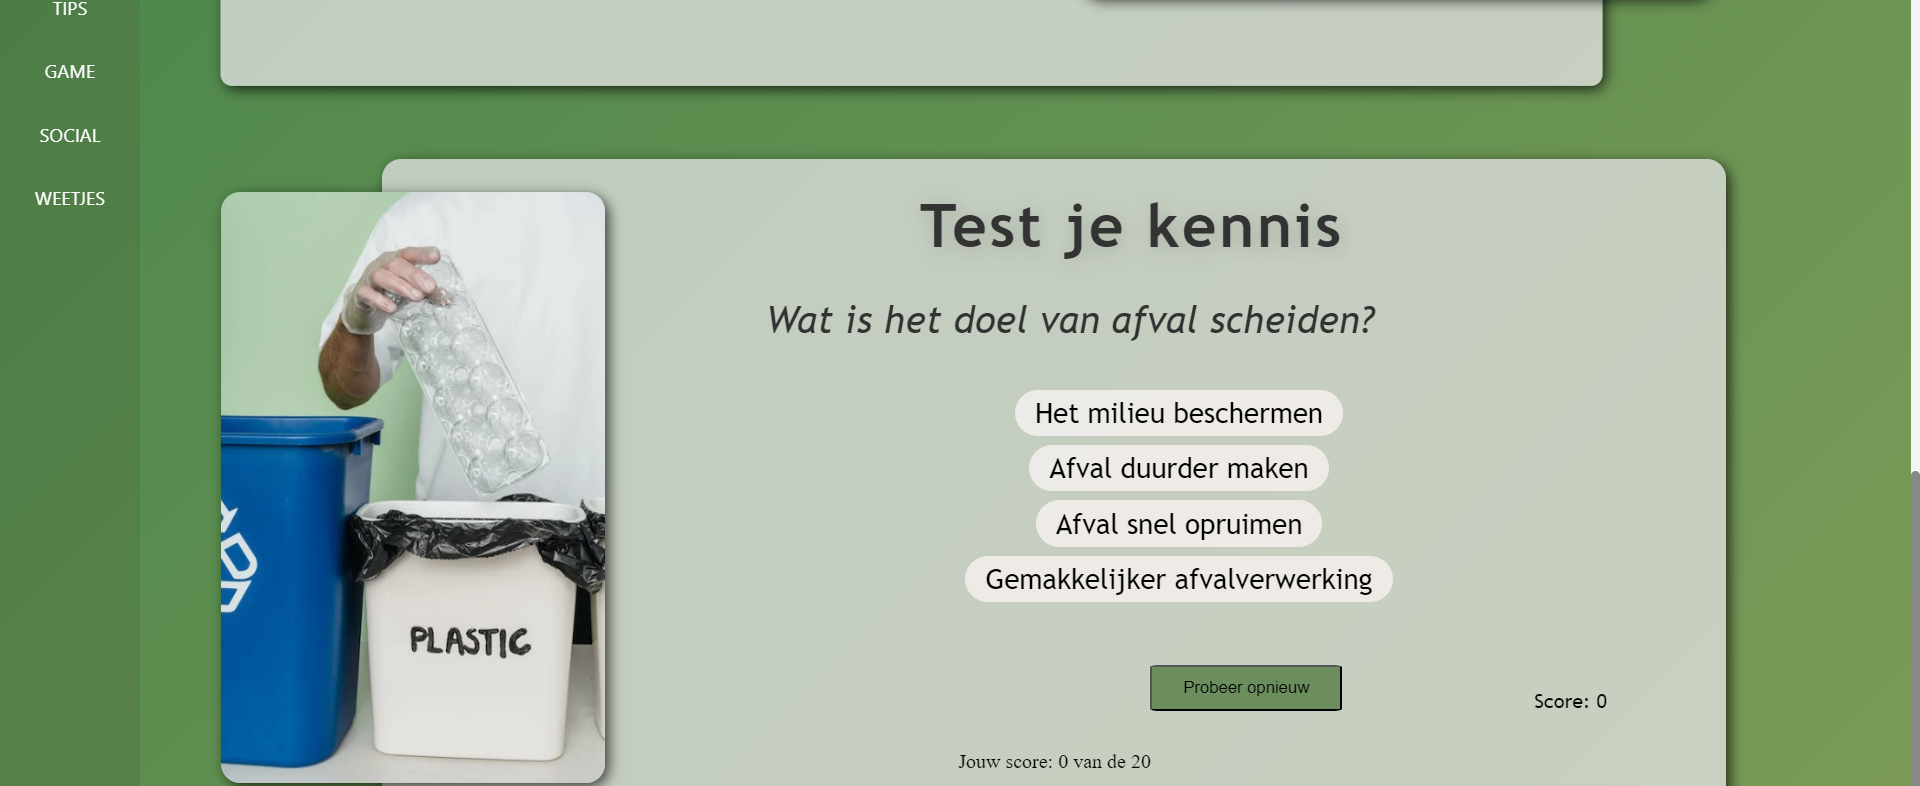 TIPS
GAME
SOCIAL
WEETJES
Test je kennis
Wat is het doel van afval scheiden?
Het milieu beschermen
Afval duurder maken
Afval snel opruimen
Gemakkelijker afvalverwerking
PLASTIC
Probeer opnieuw
Score: 0
Jouw score: 0 van de 20